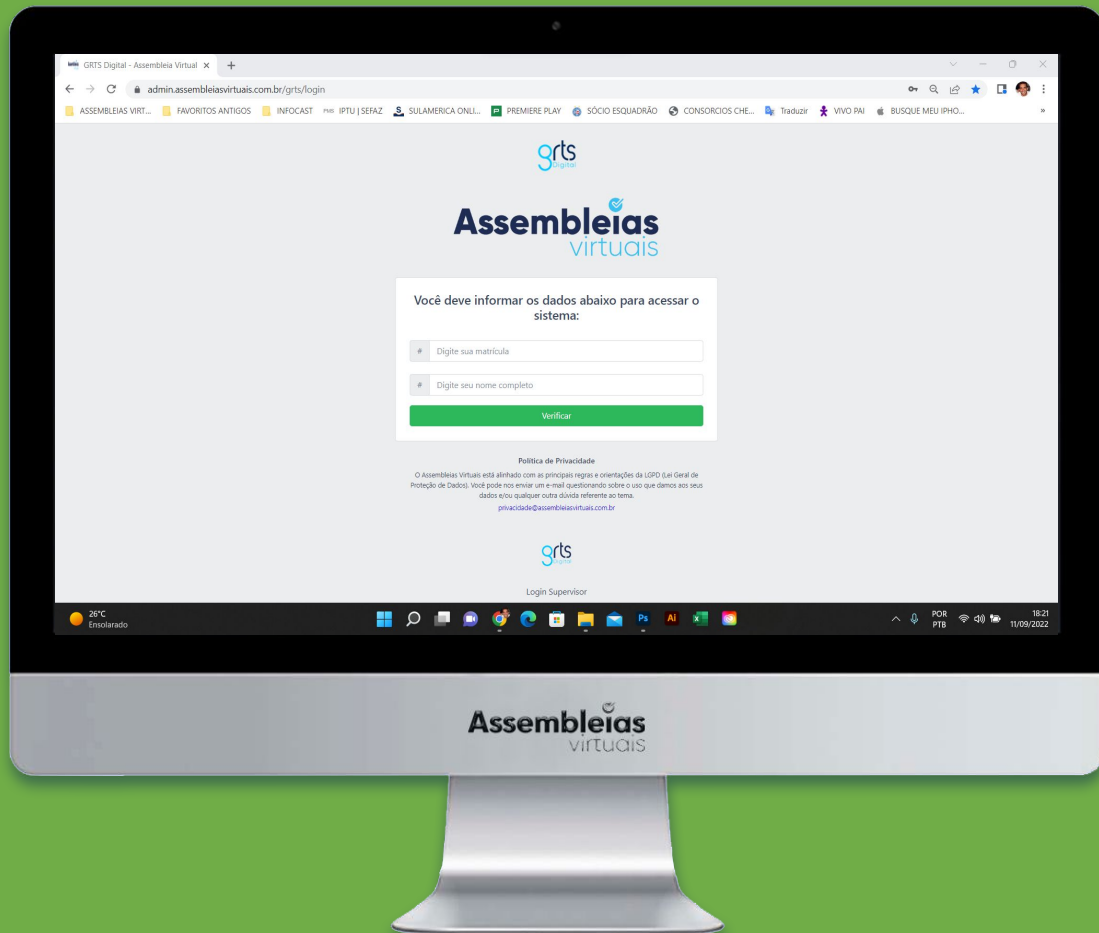 GRTS Digital - Assembleia Virtual
admin.assembleiasvirtuais.com.br/grts/login
ASSEMBLEIAS VIRT... FAVORITOS ANTIGOS INFOCAST PMS IPTU | SEFAZ SULAMERICA ONLI... PREMIERE PLAY SÓCIO ESQUADRÃO CONSORCIOS CHE... Traduzir VIVO PAI BUSQUE MEU IPHO... »
grts
Digital
Assembleias
virtuais
Você deve informar os dados abaixo para acessar o
sistema:
# Digite sua matrícula
# Digite seu nome completo
Verificar
Política de Privacidade
O Assembleias Virtuais está alinhado com as principais regras e orientações da LGPD (Lei Geral de
Proteção de Dados). Você pode nos enviar um e-mail questionando sobre o uso que damos aos seus
dados e/ou qualquer outra dúvida referente ao tema.
privacidade@assembleiasvirtuais.com.br
grts
Digital
Login Supervisor
26°C
Ensolarado
Ps Ai
POR
PTB
18:21
11/09/2022
Assembleias
virtuais